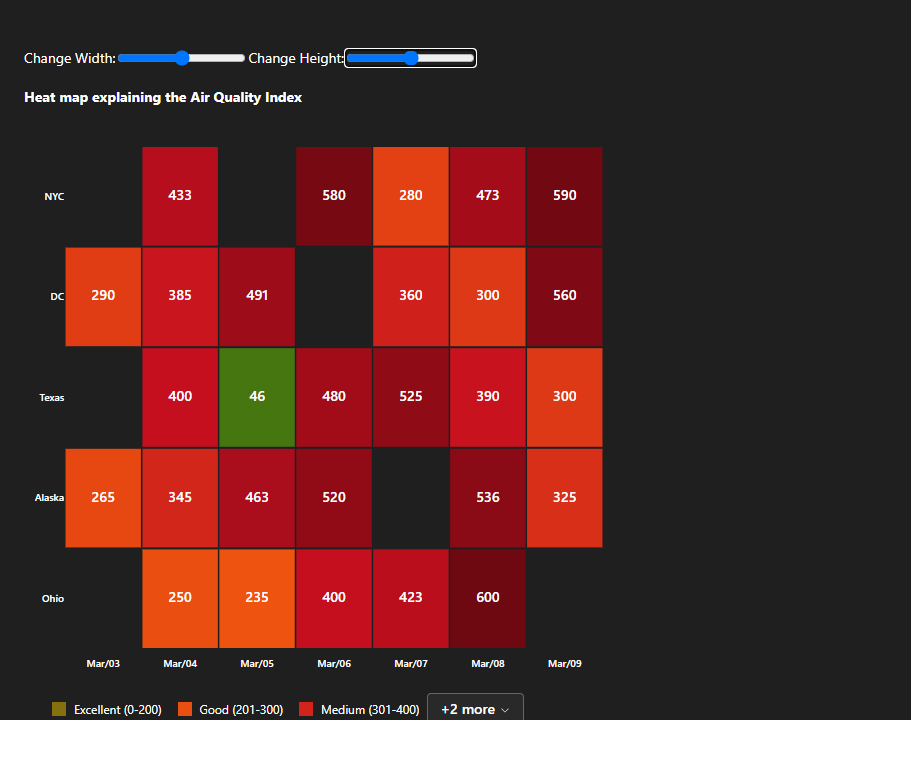 Change Width: Change Height:
Heat map explaining the Air Quality Index
NYC 433 580 280 473 590
DC 290 385 491 360 300 560
Texas 400 46 480 525 390 300
Alaska 265 345 463 520 536 325
Ohio 250 235 400 423 600
Mar/03 Mar/04 Mar/05 Mar/06 Mar/07 Mar/08 Mar/09
Excellent (0-200) Good (201-300) Medium (301-400) +2 more